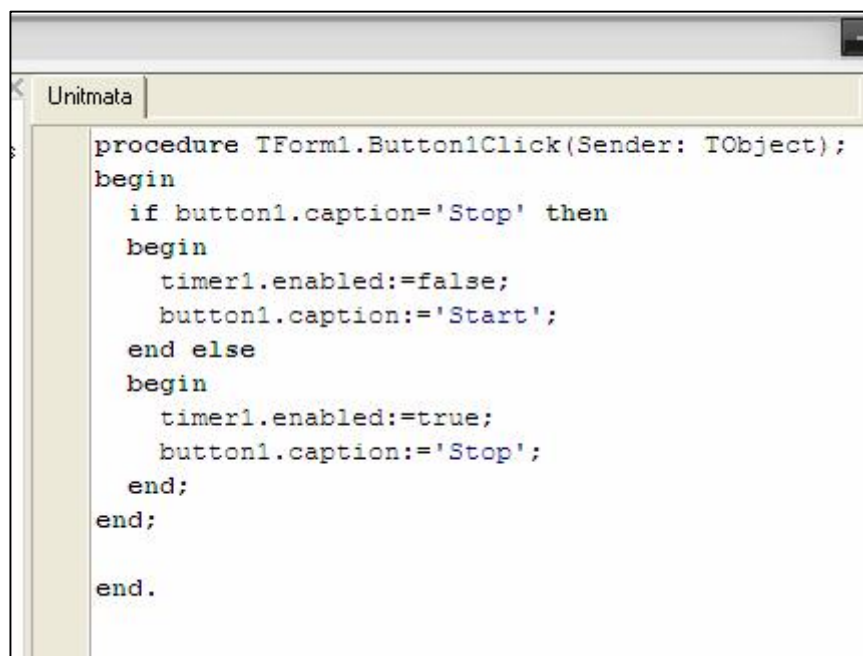 Unitmata
procedure TForm1.Button1Click(Sender: TObject);
begin
  if button1.caption='Stop' then
  begin
    timer1.enabled:=false;
    button1.caption:='Start';
  end else
  begin
    timer1.enabled:=true;
    button1.caption:='Stop';
  end;
end;

end.